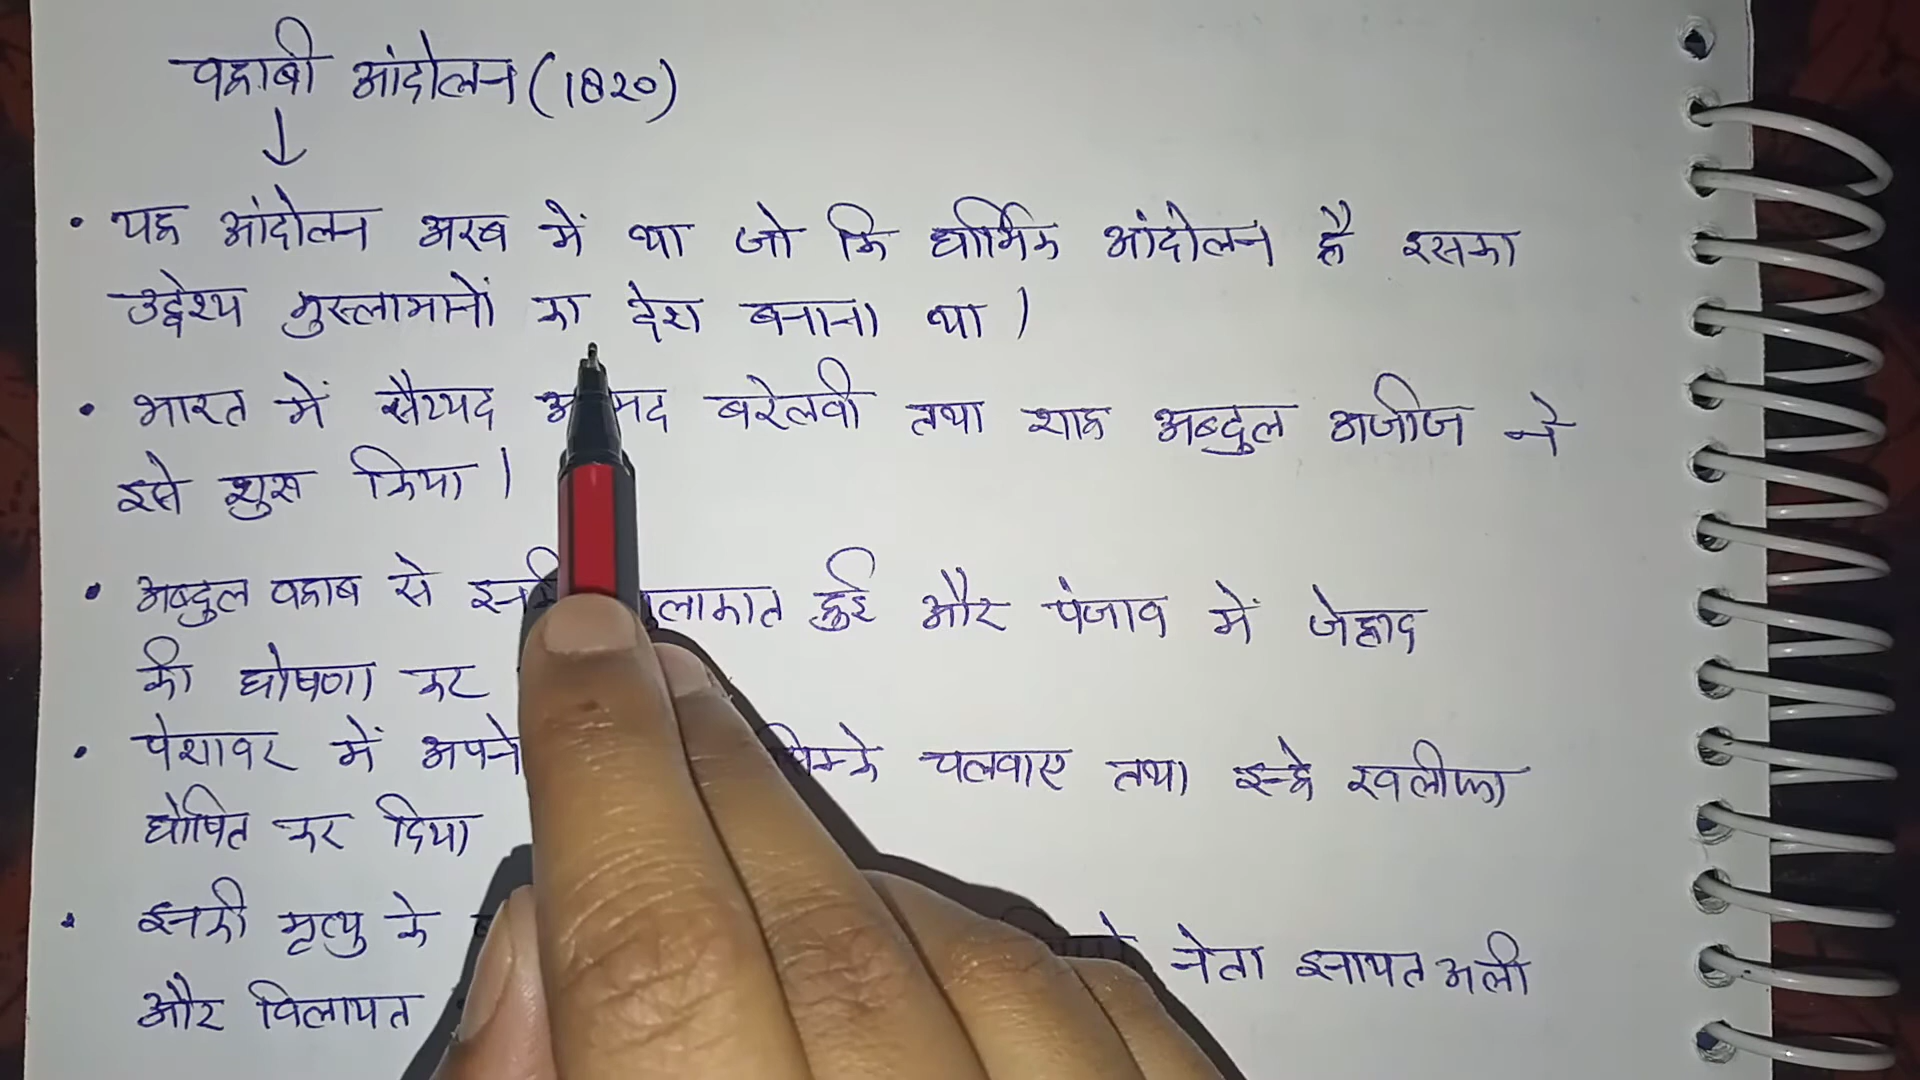 वहाबी आंदोलन (1820)
↓
• यह आंदोलन अरब में था जो कि धार्मिक आंदोलन है इसका
उद्देश्य मुस्लामानों का देश बनाना था।
• भारत में सैय्यद बरेलवी तथा शाह अब्दुल अजीज ने
इसे शुरू किया।
• अब्दुल वहाब से हुई और पंजाव में जेहाद
की घोषणा कर
• पेशावर में अपने चलवाए तथा इन्हे खलीफा
घोषित कर दिया
• इनकी मृत्यु के नेता इनायत अली
और विलायत